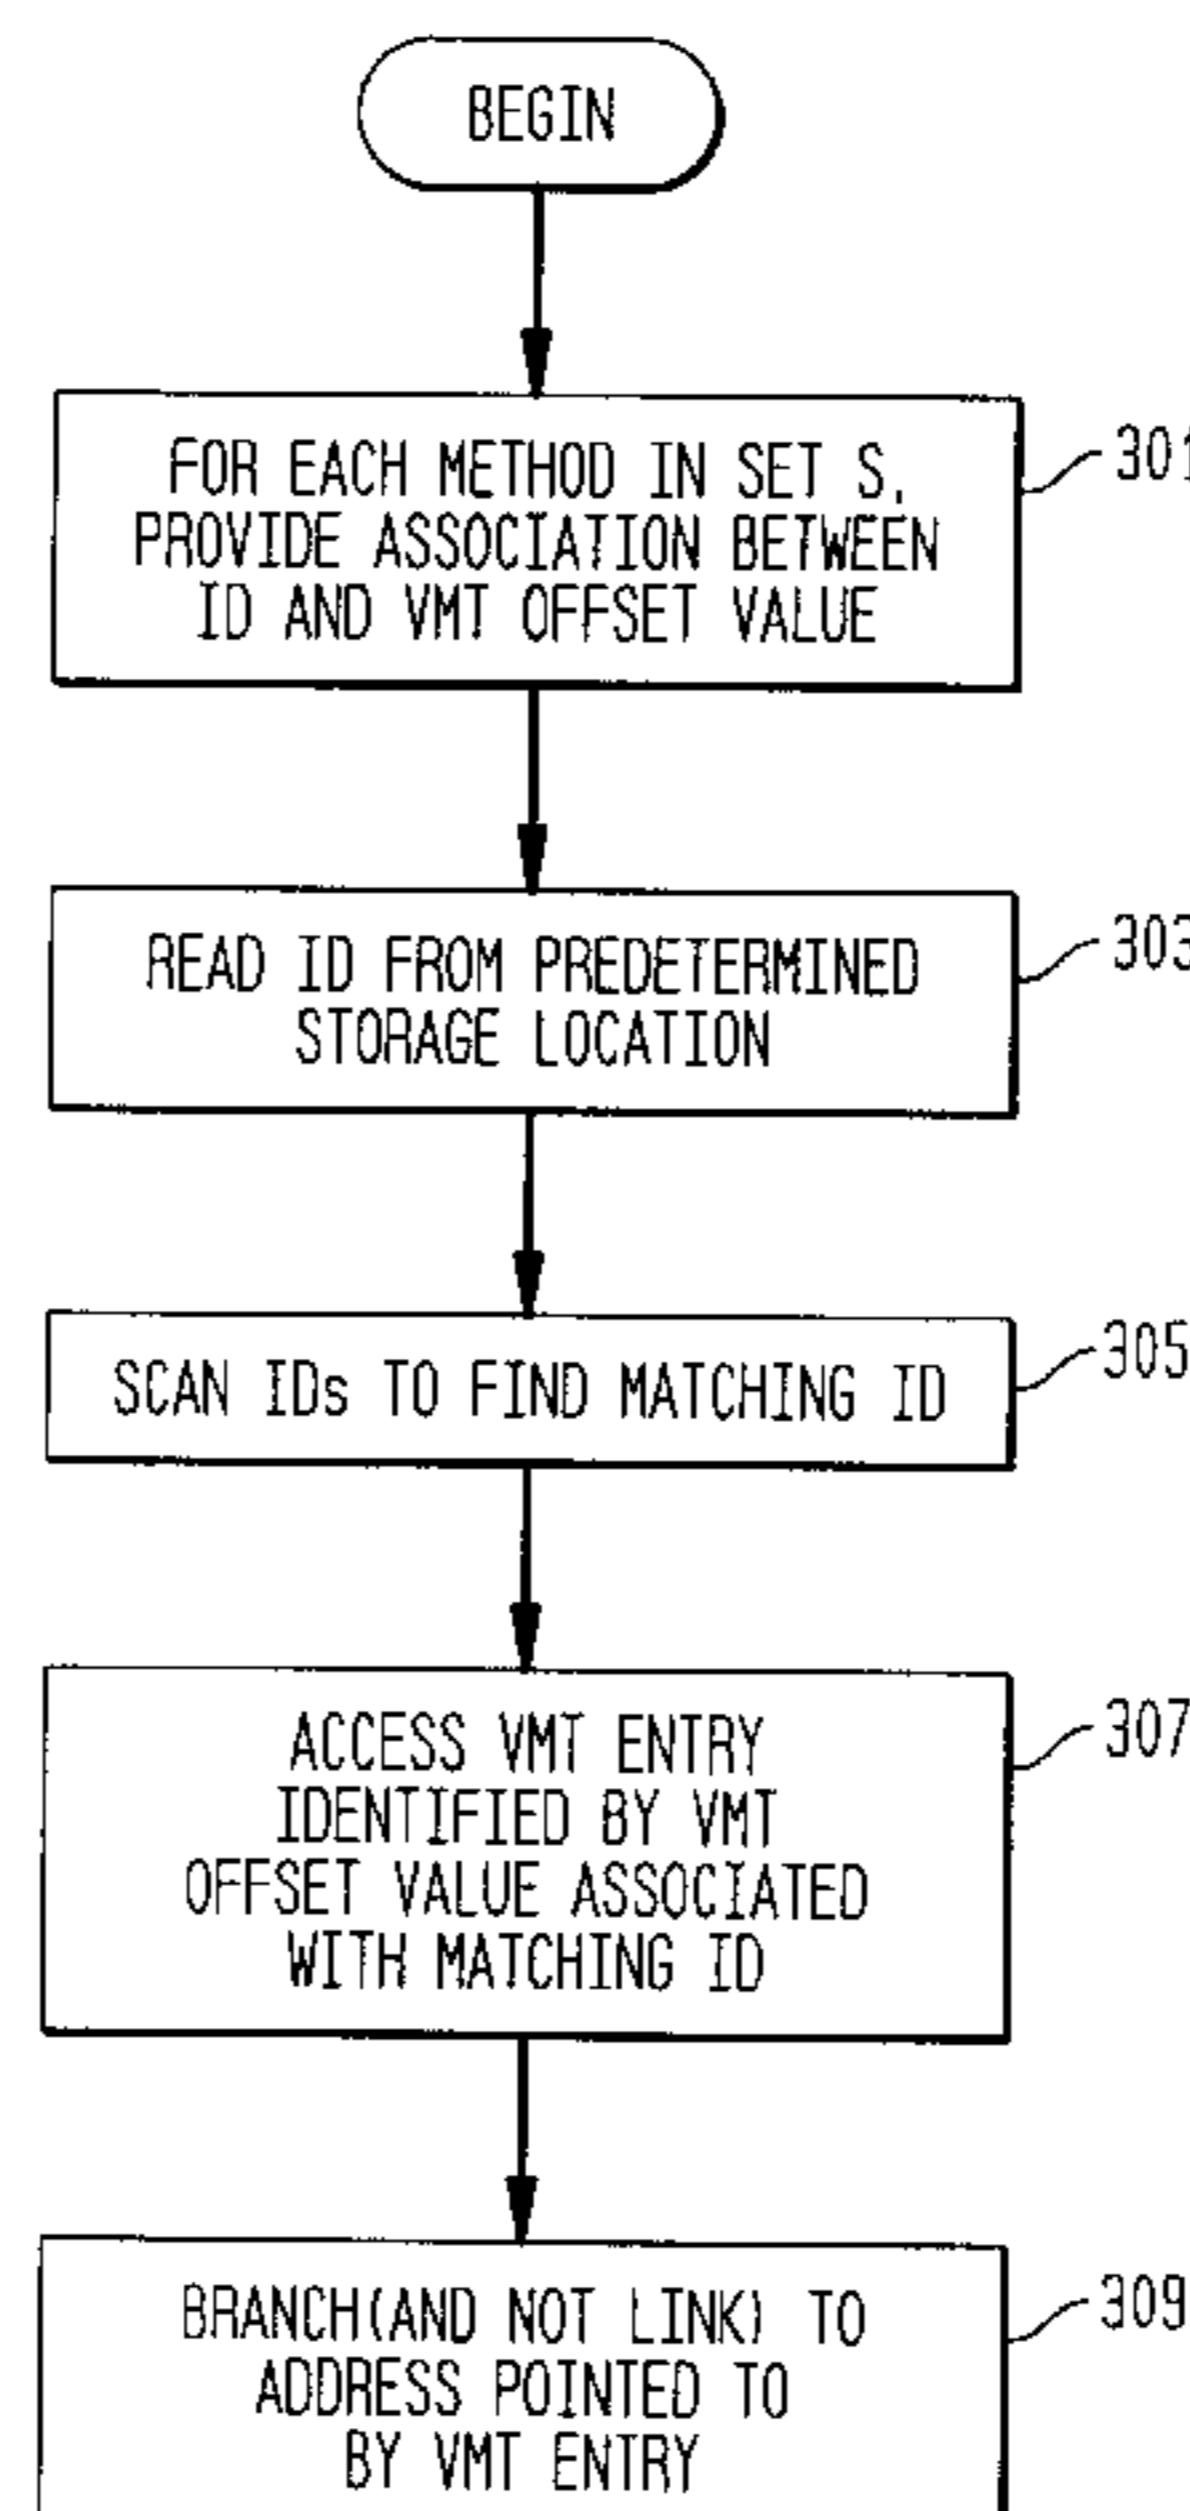 BEGIN
FOR EACH METHOD IN SET S,
PROVIDE ASSOCIATION BETWEEN
ID AND VMT OFFSET VALUE
301
READ ID FROM PREDETERMINED
STORAGE LOCATION
303
SCAN IDs TO FIND MATCHING ID
305
ACCESS VMT ENTRY
IDENTIFIED BY VMT
OFFSET VALUE ASSOCIATED
WITH MATCHING ID
307
BRANCH(AND NOT LINK) TO
ADDRESS POINTED TO
BY VMT ENTRY
309